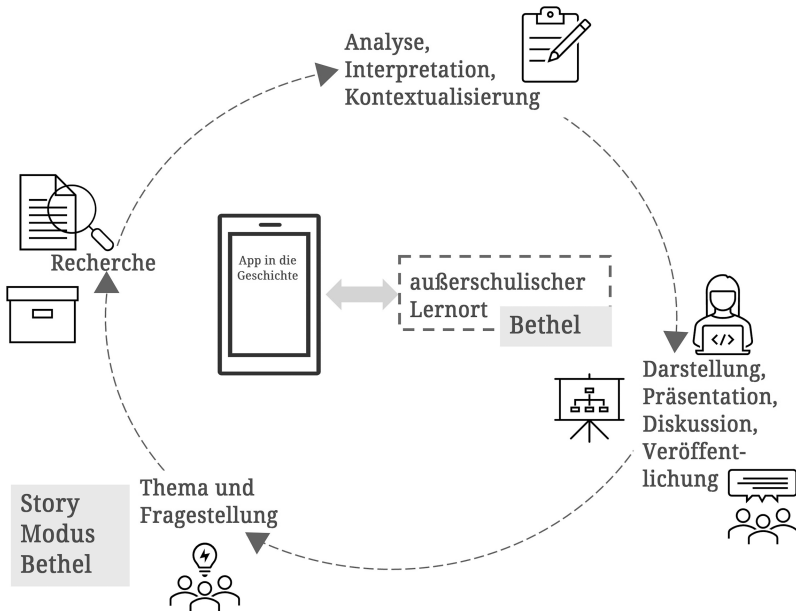 Analyse,
Interpretation,
Kontextualisierung
Recherche
App in die
Geschichte
außerschulischer
Lernort
Bethel
</>
Darstellung,
Präsentation,
Diskussion,
Veröffent-
lichung
Thema und
Fragestellung
Story
Modus
Bethel